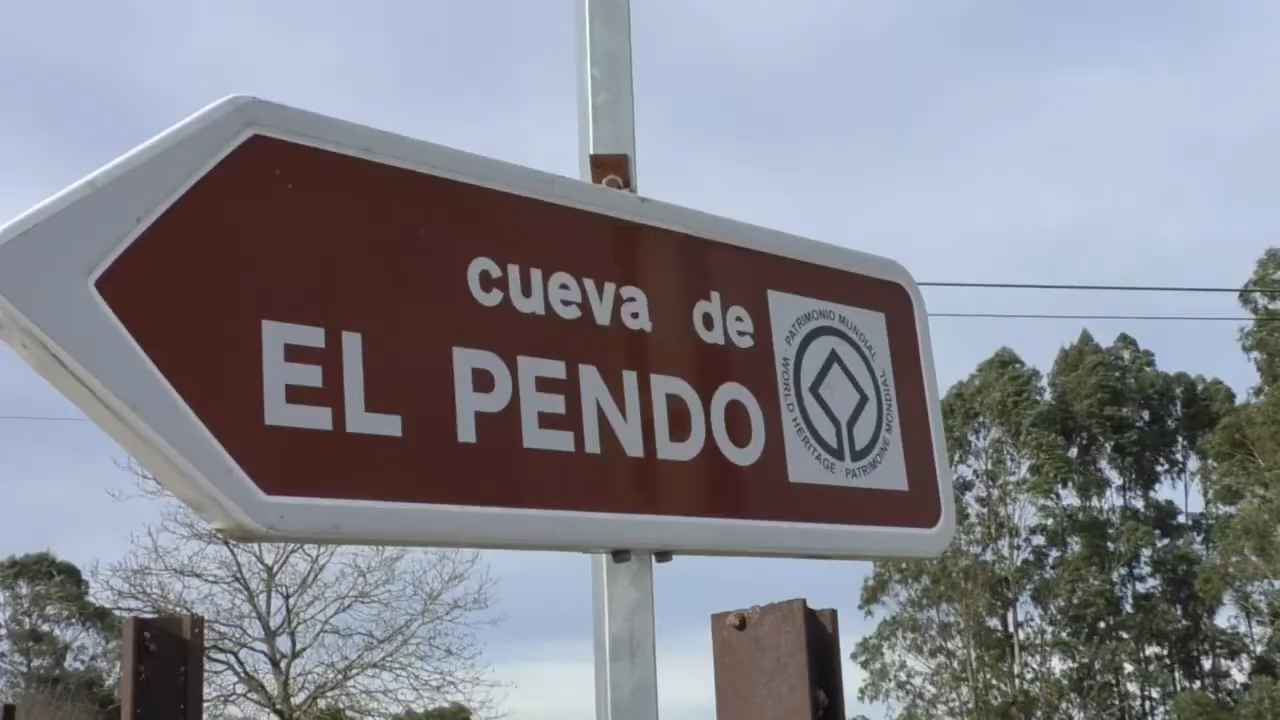 cueva de
EL PENDO
PATRIMONIO MUNDIAL
WORLD HERITAGE · PATRIMOINE MONDIAL